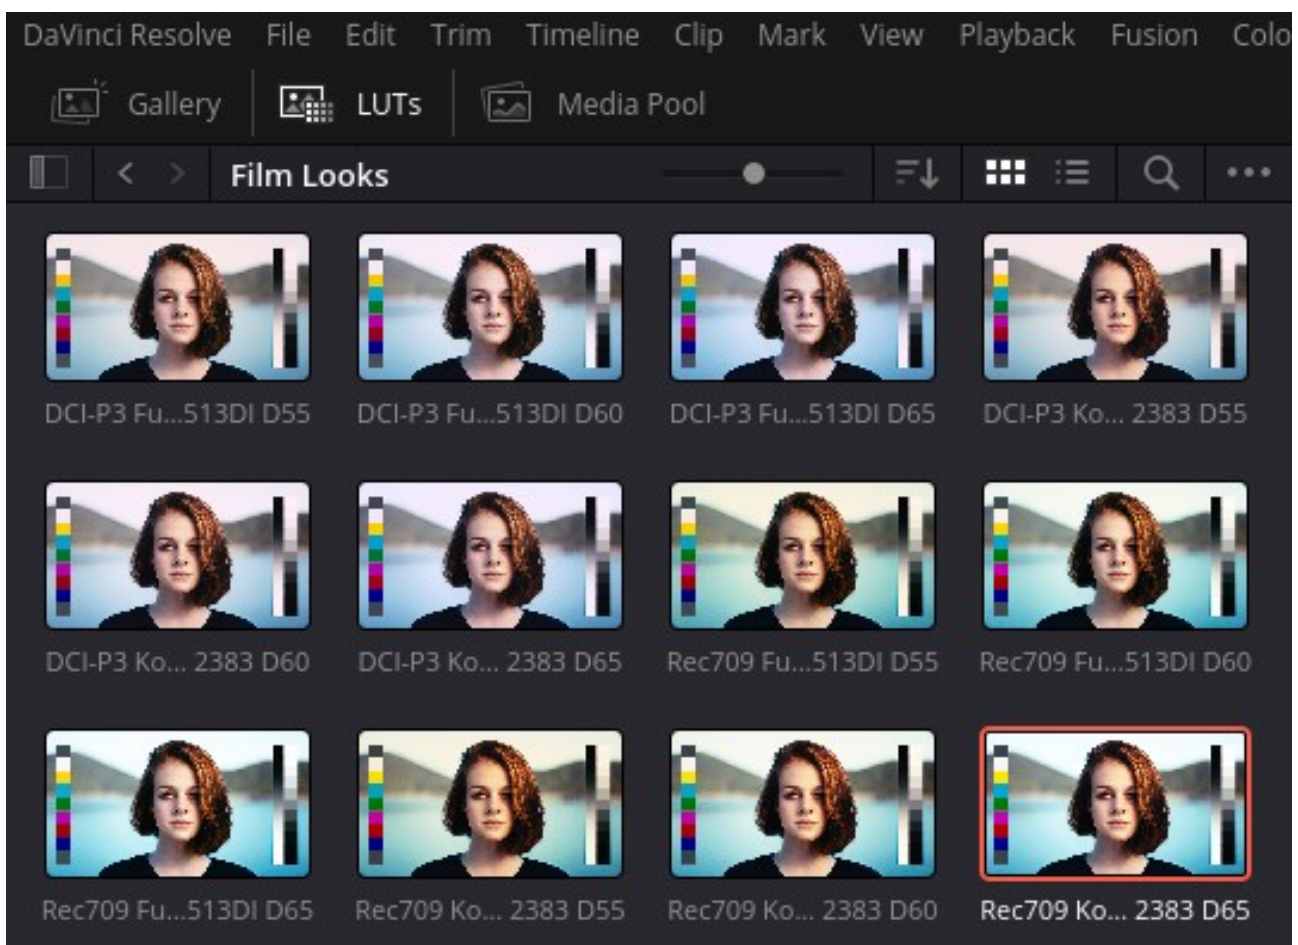 DaVinci Resolve File Edit Trim Timeline Clip Mark View Playback Fusion Colo
Gallery LUTs Media Pool
Film Looks
DCI-P3 Fu...513DI D55 DCI-P3 Fu...513DI D60 DCI-P3 Fu...513DI D65 DCI-P3 Ko... 2383 D55
DCI-P3 Ko... 2383 D60 DCI-P3 Ko... 2383 D65 Rec709 Fu...513DI D55 Rec709 Fu...513DI D60
Rec709 Fu...513DI D65 Rec709 Ko... 2383 D55 Rec709 Ko... 2383 D60 Rec709 Ko... 2383 D65